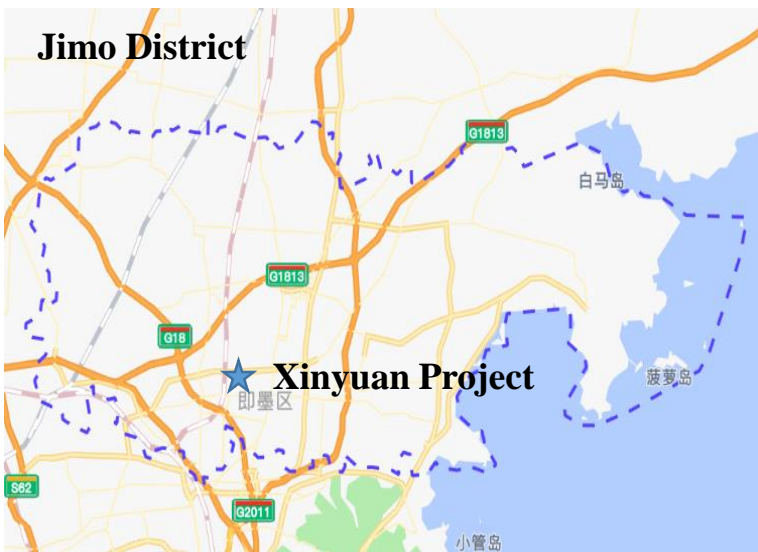 Jimo District
G1813
白马岛
G1813
G18
Xinyuan Project
菠萝岛
即墨区
S62
G2011
小管岛